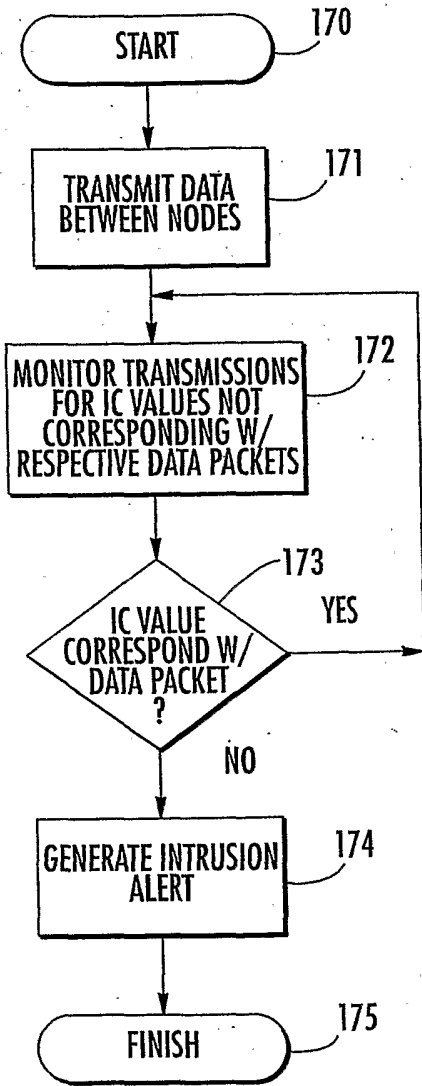 START
170
TRANSMIT DATA
BETWEEN NODES
171
MONITOR TRANSMISSIONS
FOR IC VALUES NOT
CORRESPONDING W/
RESPECTIVE DATA PACKETS
172
IC VALUE
CORRESPOND W/
DATA PACKET
?
173
YES
NO
GENERATE INTRUSION
ALERT
174
FINISH
175